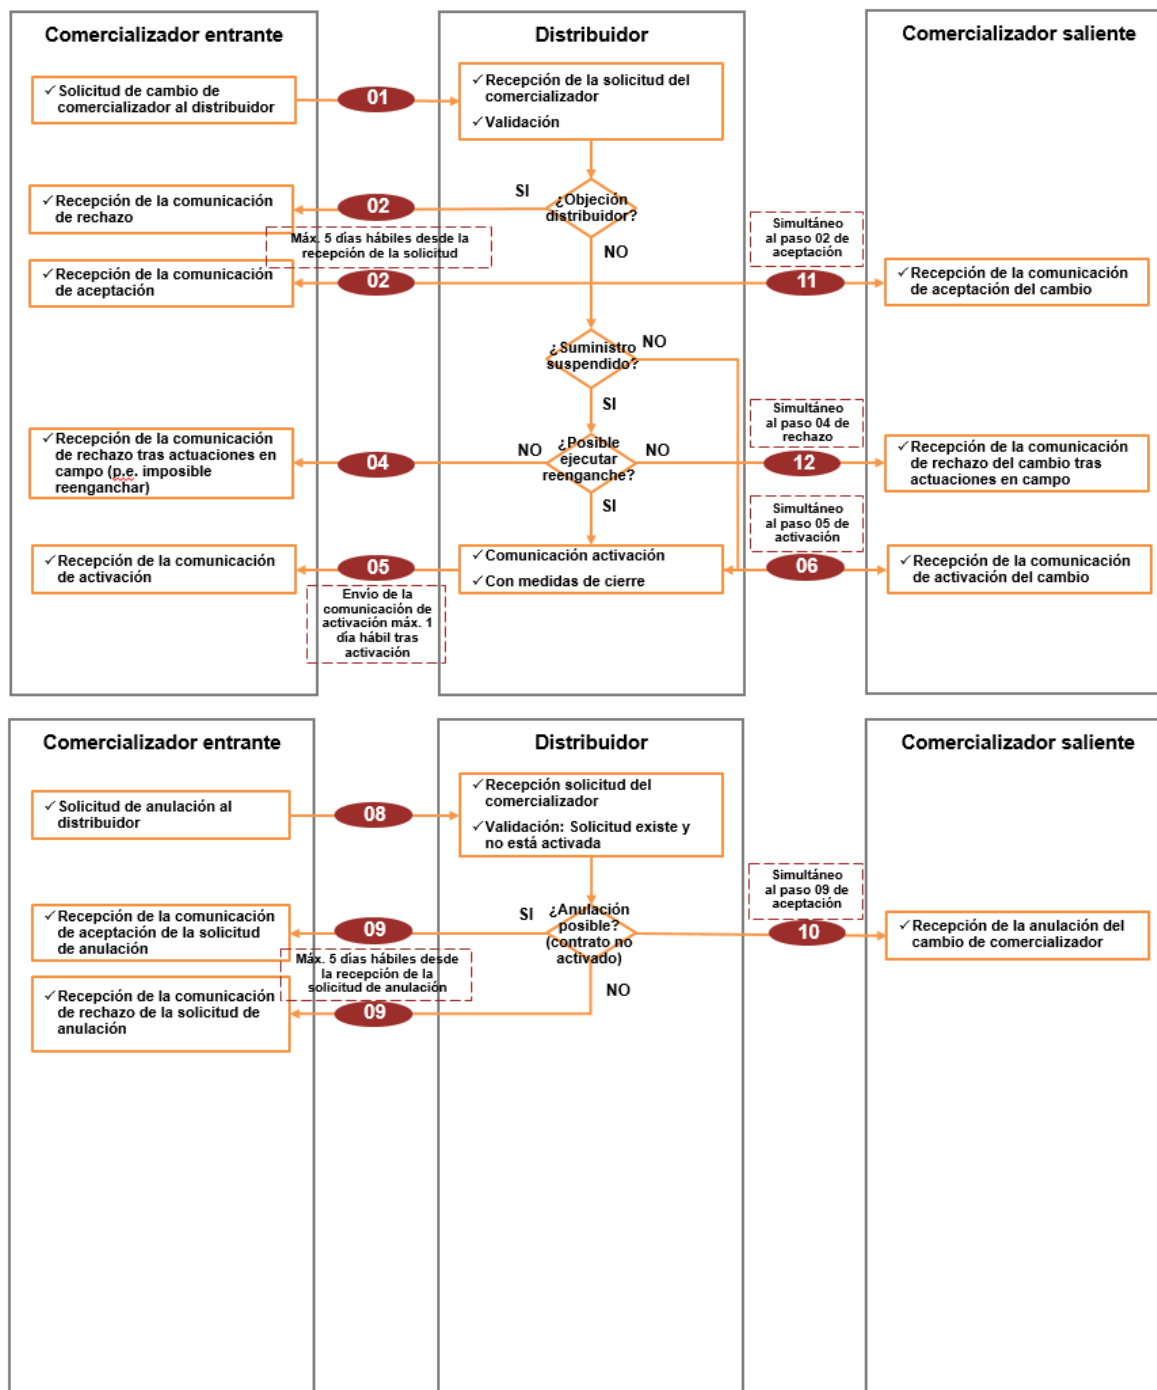 Comercializador entrante
Distribuidor
Comercializador saliente
✓ Solicitud de cambio de
comercializador al distribuidor
01
✓ Recepción de la solicitud del
comercializador
✓ Validación
SI
¿Objeción
distribuidor?
✓ Recepción de la comunicación
de rechazo
02
Máx. 5 días hábiles desde la
recepción de la solicitud
NO
Simultáneo
al paso 02 de
aceptación
✓ Recepción de la comunicación
de aceptación
02
11
✓ Recepción de la comunicación
de aceptación del cambio
¿Suministro
suspendido?
NO
SI
Simultáneo
al paso 04 de
rechazo
✓ Recepción de la comunicación
de rechazo tras actuaciones en
campo (p.e. imposible
reenganchar)
04
NO
¿Posible
ejecutar
reenganche?
NO
12
✓ Recepción de la comunicación
de rechazo del cambio tras
actuaciones en campo
SI
Simultáneo
al paso 05 de
activación
✓ Recepción de la comunicación
de activación
05
✓ Comunicación activación
✓ Con medidas de cierre
06
✓ Recepción de la comunicación
de activación del cambio
Envío de la
comunicación de
activación máx. 1
día hábil tras
activación
Comercializador entrante
Distribuidor
Comercializador saliente
✓ Solicitud de anulación al
distribuidor
08
✓ Recepción solicitud del
comercializador
✓ Validación: Solicitud existe y
no está activada
Simultáneo
al paso 09 de
aceptación
✓ Recepción de la comunicación
de aceptación de la solicitud
de anulación
09
SI
¿Anulación
posible?
(contrato no
activado)
10
✓ Recepción de la anulación del
cambio de comercializador
Máx. 5 días hábiles desde
la recepción de la
solicitud de anulación
NO
✓ Recepción de la comunicación
de rechazo de la solicitud de
anulación
09